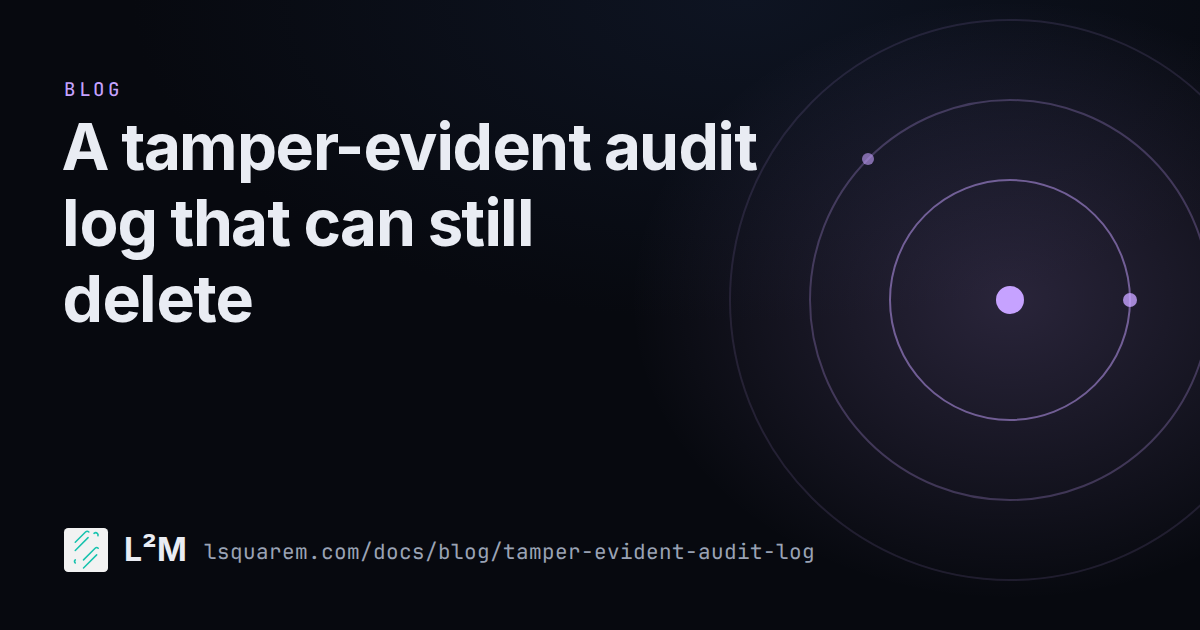 BLOG
A tamper-evident audit
log that can still
delete
L²M lsquarem.com/docs/blog/tamper-evident-audit-log